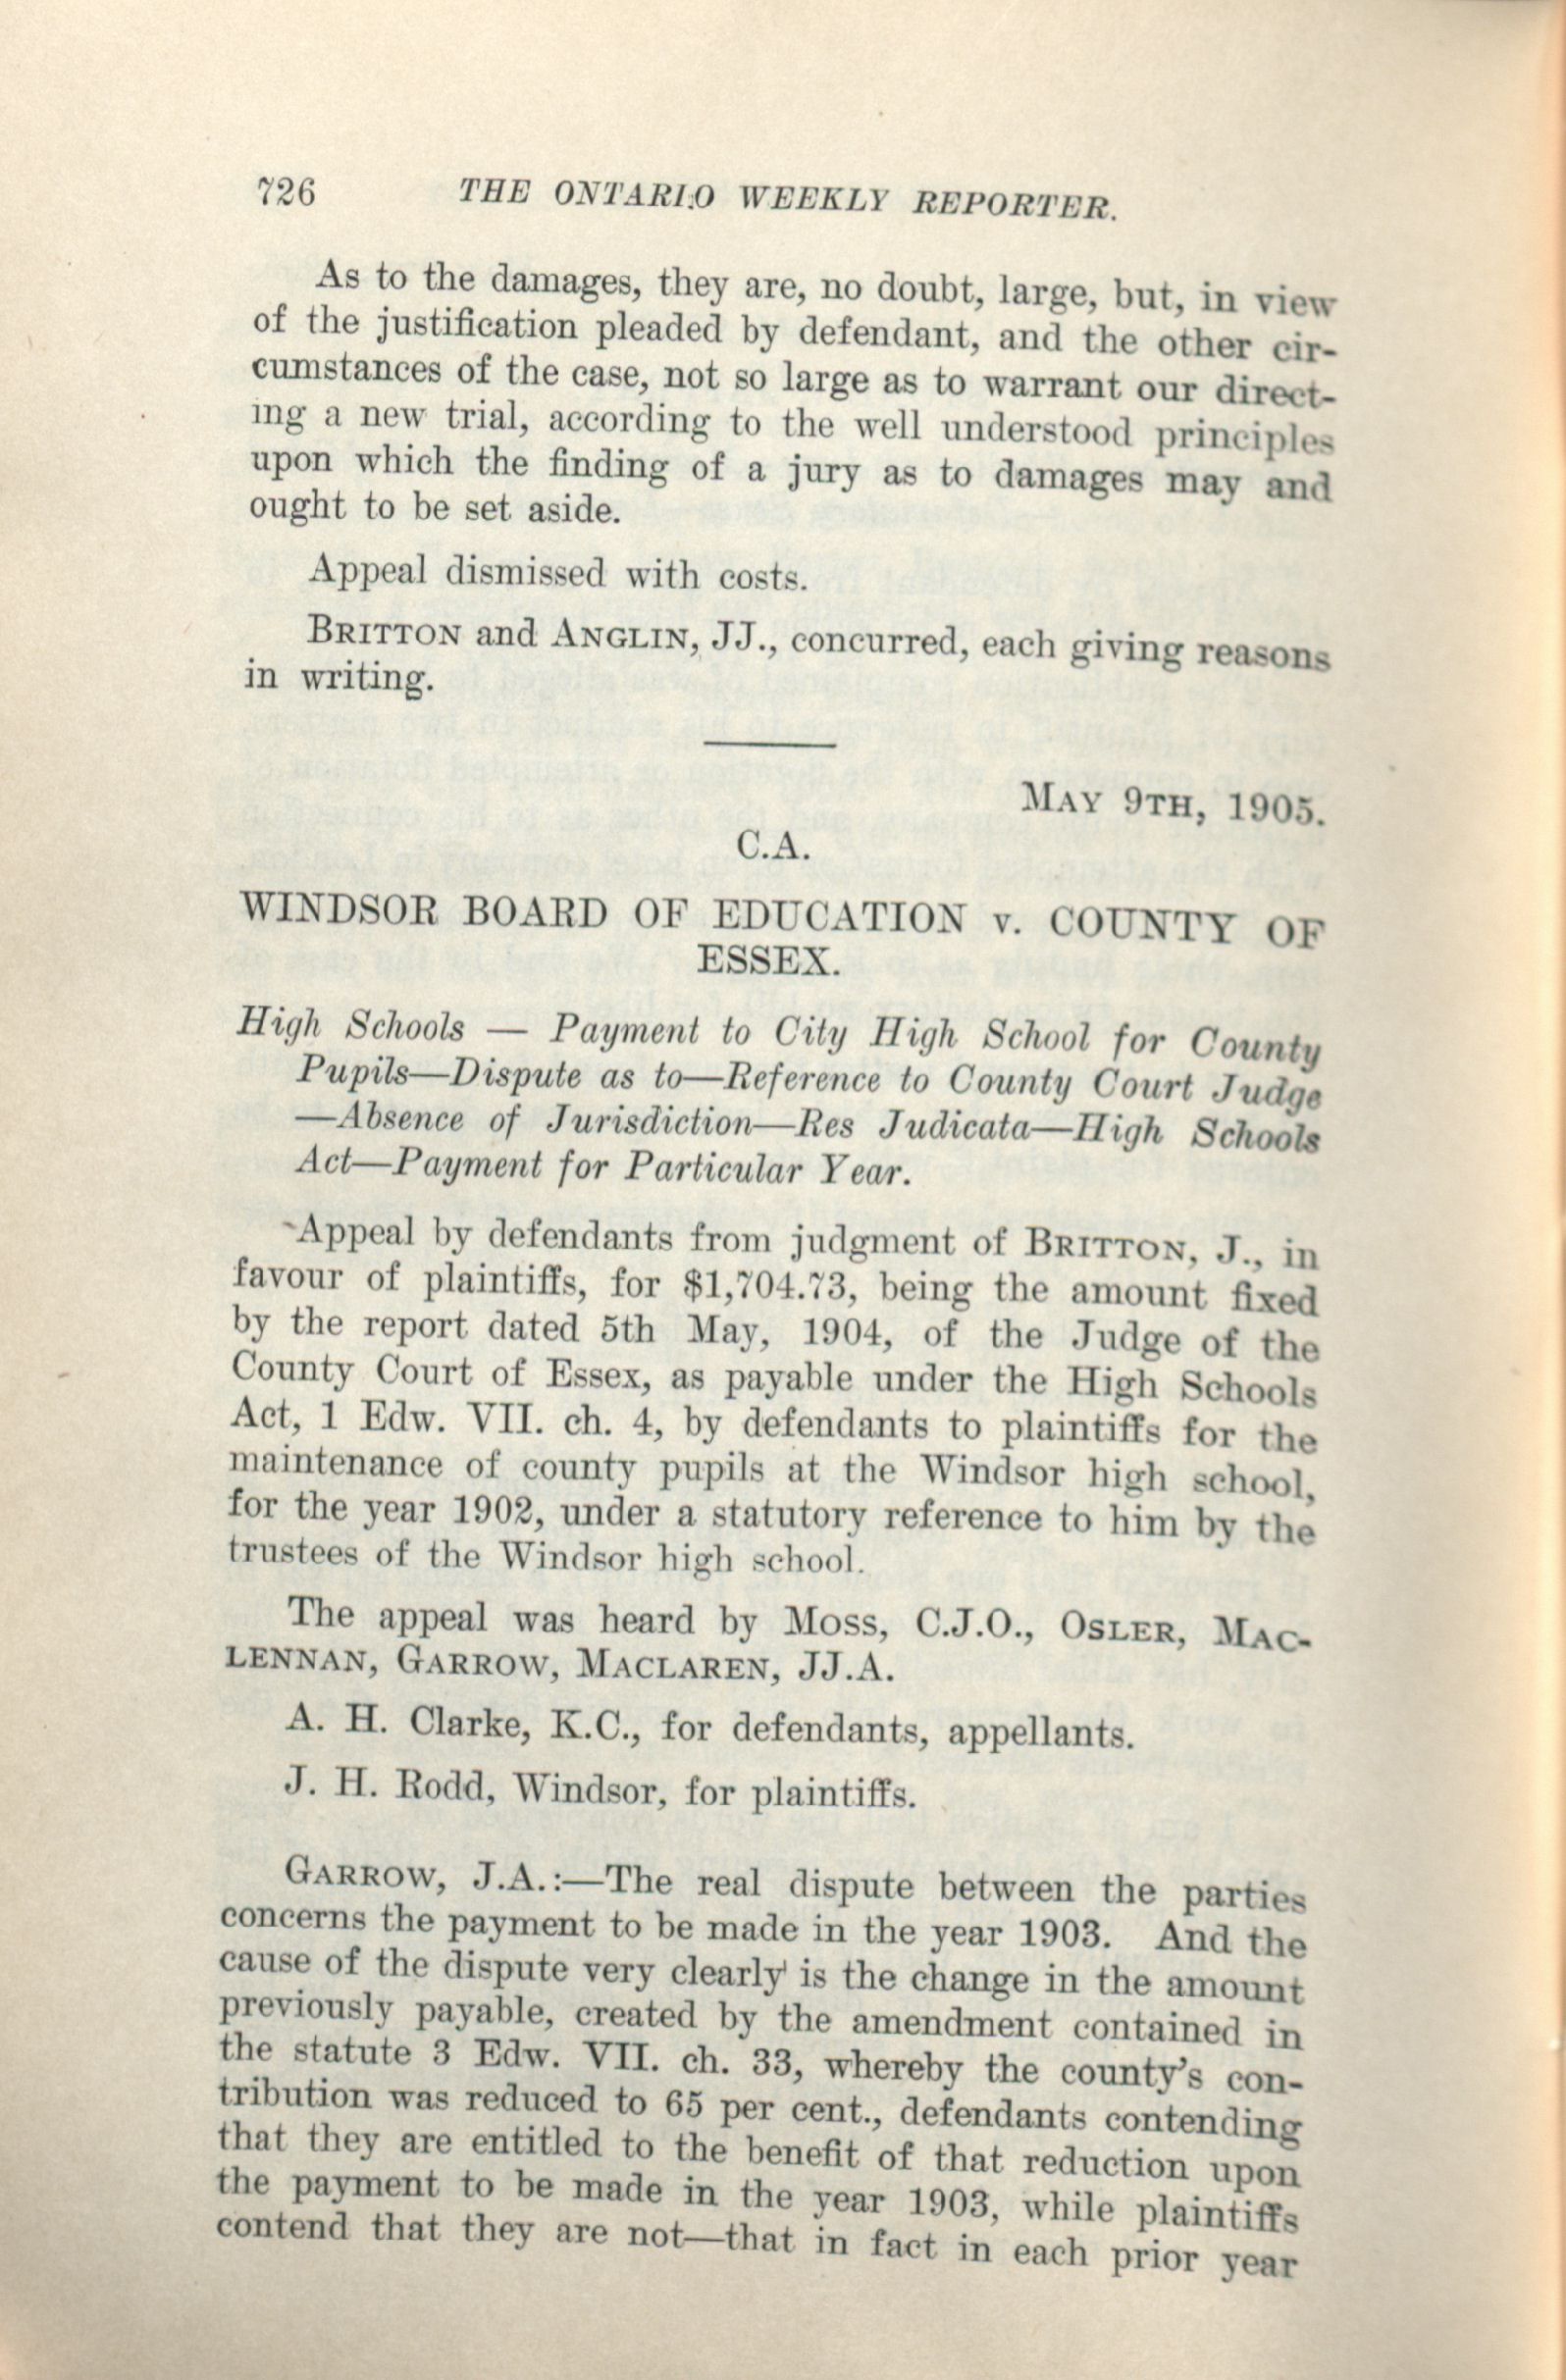 726 THE ONTARIO WEEKLY REPORTER.
As to the damages, they are, no doubt, large, but, in view
of the justification pleaded by defendant, and the other cir-
cumstances of the case, not so large as to warrant our direct-
ing a new trial, according to the well understood principles
upon which the finding of a jury as to damages may and
ought to be set aside.
Appeal dismissed with costs.
BRITTON and ANGLIN, JJ., concurred, each giving reasons
in writing.
MAY 9TH, 1905.
C.A.
WINDSOR BOARD OF EDUCATION v. COUNTY OF
ESSEX.
High Schools — Payment to City High School for County
Pupils—Dispute as to—Reference to County Court Judge
—Absence of Jurisdiction—Res Judicata—High Schools
Act—Payment for Particular Year.
Appeal by defendants from judgment of BRITTON, J., in
favour of plaintiffs, for $1,704.73, being the amount fixed
by the report dated 5th May, 1904, of the Judge of the
County Court of Essex, as payable under the High Schools
Act, 1 Edw. VII. ch. 4, by defendants to plaintiffs for the
maintenance of county pupils at the Windsor high school,
for the year 1902, under a statutory reference to him by the
trustees of the Windsor high school.
The appeal was heard by MOSS, C.J.O., OSLER, MAC-
LENNAN, GARROW, MACLAREN, JJ.A.
A. H. Clarke, K.C., for defendants, appellants.
J. H. Rodd, Windsor, for plaintiffs.
GARROW, J.A.:—The real dispute between the parties
concerns the payment to be made in the year 1903. And the
cause of the dispute very clearly is the change in the amount
previously payable, created by the amendment contained in
the statute 3 Edw. VII. ch. 33, whereby the county's con-
tribution was reduced to 65 per cent., defendants contending
that they are entitled to the benefit of that reduction upon
the payment to be made in the year 1903, while plaintiffs
contend that they are not—that in fact in each prior year